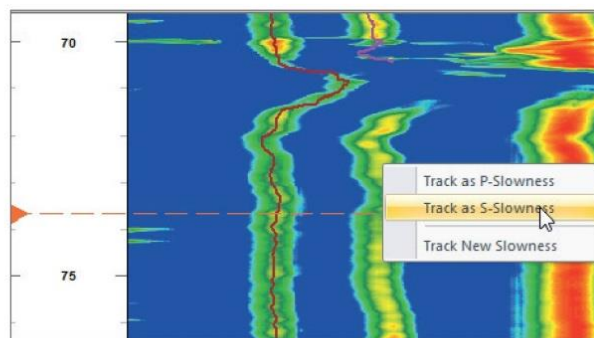 70
Track as P-Slowness
Track as S-Slowness
Track New Slowness
75